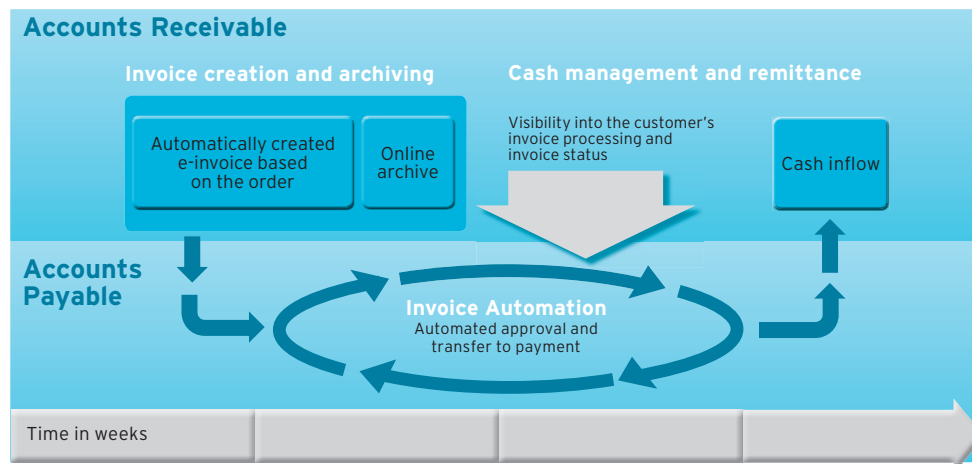 Accounts Receivable
Invoice creation and archiving
Automatically created
e-invoice based
on the order
Online
archive
Cash management and remittance
Visibility into the customer's
invoice processing and
invoice status
Cash inflow
Accounts
Payable
Invoice Automation
Automated approval and
transfer to payment
Time in weeks